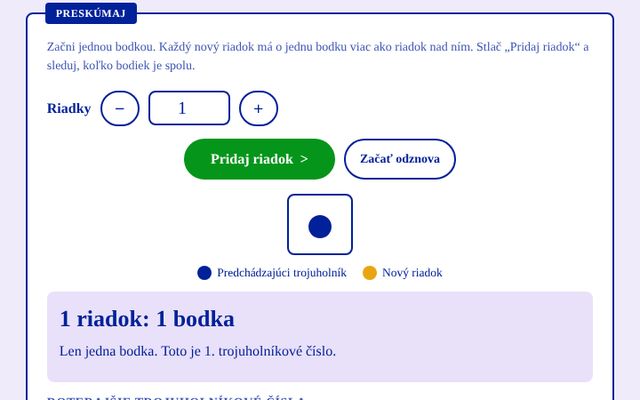 PRESKÚMAJ
Začni jednou bodkou. Každý nový riadok má o jednu bodku viac ako riadok nad ním. Stlač „Pridaj riadok“ a
sleduj, koľko bodiek je spolu.
Riadky − 1 +
Pridaj riadok > Začať odznova
Predchádzajúci trojuholník Nový riadok
1 riadok: 1 bodka
Len jedna bodka. Toto je 1. trojuholníkové číslo.